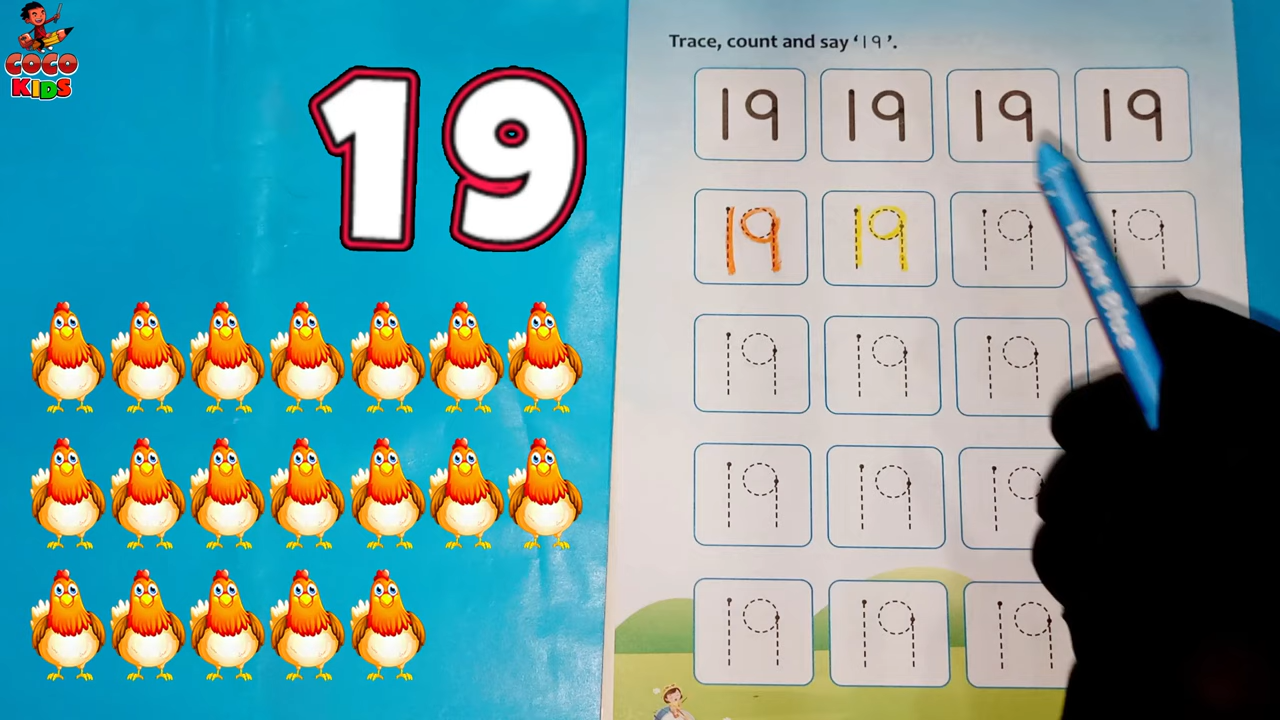 COCO
KIDS
19
Trace, count and say '19'.
19 19 19 19
19 19 19 19
19 19 19
19 19 19
19 19 19